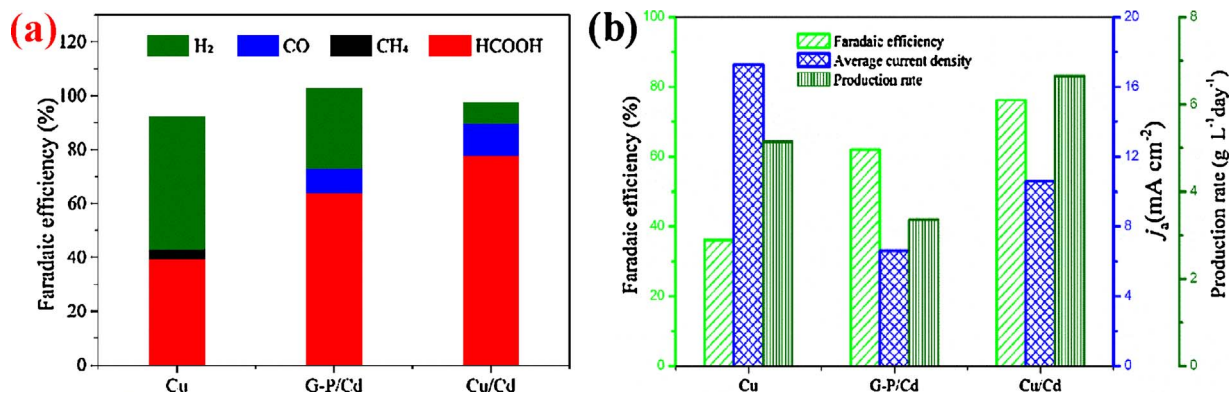 (a)
H₂ CO CH₄ HCOOH
Faradaic efficiency (%)
120
100
80
60
40
20
0
Cu G-P/Cd Cu/Cd
(b)
Faradaic efficiency
Average current density
Production rate
Faradaic efficiency (%)
100
80
60
40
20
0
Cu G-P/Cd Cu/Cd
20
16
12
8
4
0
jₐ(mA cm⁻²)
8
6
4
2
0
Production rate (g L⁻¹day⁻¹)